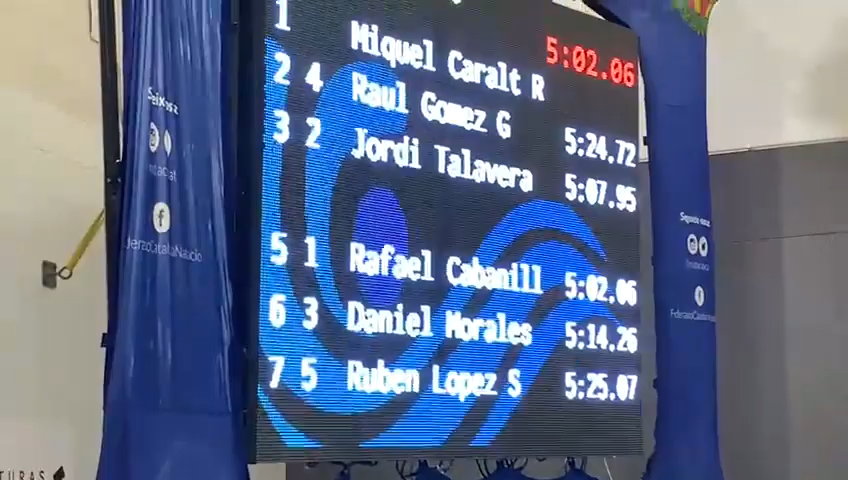 5:02.06
1 Miquel Caralt R
2 4 Raul Gomez G 5:24.72
3 2 Jordi Talavera 5:07.95
5 1 Rafael Cabanill 5:02.06
6 3 Daniel Morales 5:14.26
7 5 Ruben Lopez S 5:25.07